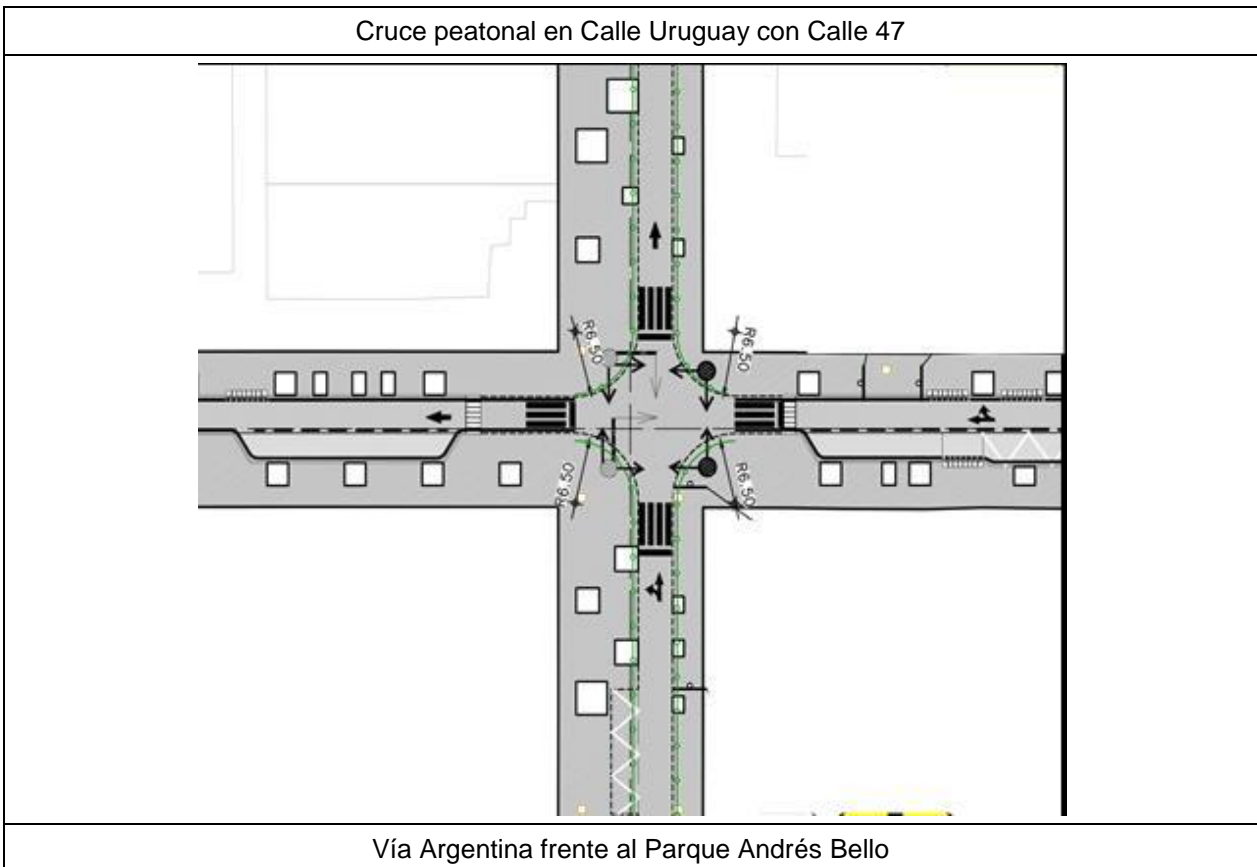 Cruce peatonal en Calle Uruguay con Calle 47
R6.50
R6.50
R6.50
R6.50
Vía Argentina frente al Parque Andrés Bello